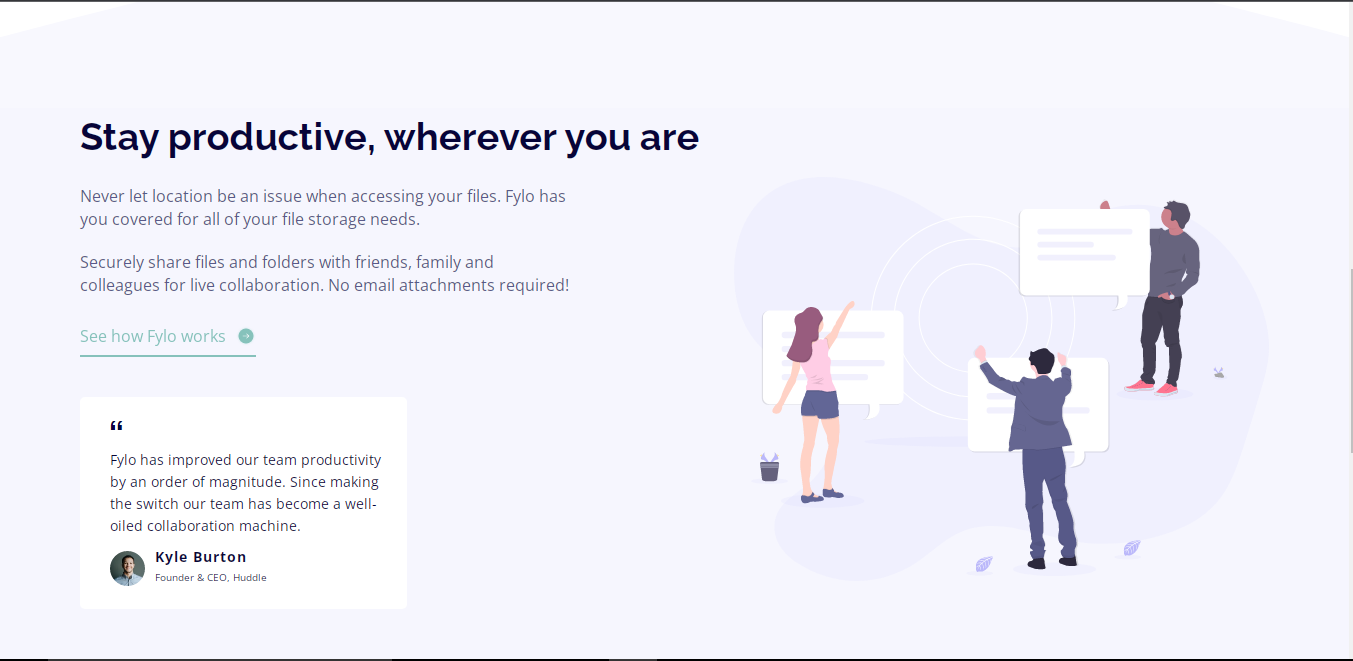 Stay productive, wherever you are
Never let location be an issue when accessing your files. Fylo has
you covered for all of your file storage needs.
Securely share files and folders with friends, family and
colleagues for live collaboration. No email attachments required!
See how Fylo works
“
Fylo has improved our team productivity
by an order of magnitude. Since making
the switch our team has become a well-
oiled collaboration machine.
Kyle Burton
Founder & CEO, Huddle